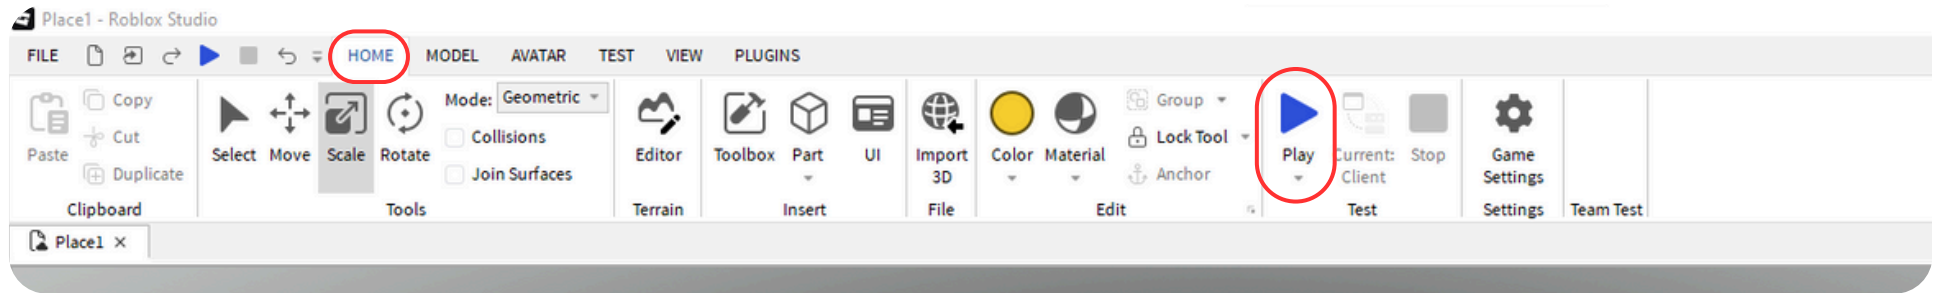 Place1 - Roblox Studio
FILE HOME MODEL AVATAR TEST VIEW PLUGINS
Paste
Copy
Cut
Duplicate
Clipboard
Select Move Scale Rotate
Mode: Geometric
Collisions
Join Surfaces
Tools
Editor
Terrain
Toolbox Part UI
Insert
Import
3D
File
Color Material
Group
Lock Tool
Anchor
Edit
Play
Current:
Client
Stop
Test
Game
Settings
Settings
Team Test
Place1